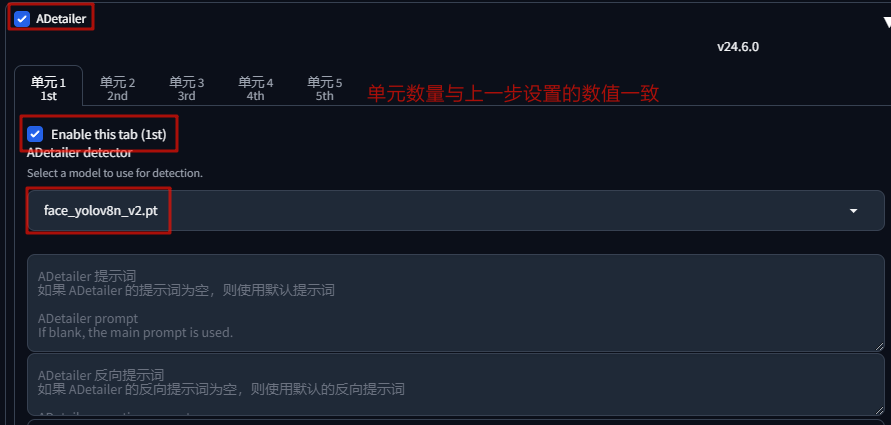 ADetailer
v24.6.0
单元 1 单元 2 单元 3 单元 4 单元 5
1st 2nd 3rd 4th 5th
单元数量与上一步设置的数值一致
Enable this tab (1st)
ADetailer detector
Select a model to use for detection.
face_yolov8n_v2.pt
ADetailer 提示词
如果 ADetailer 的提示词为空，则使用默认提示词
ADetailer prompt
If blank, the main prompt is used.
ADetailer 反向提示词
如果 ADetailer 的反向提示词为空，则使用默认的反向提示词